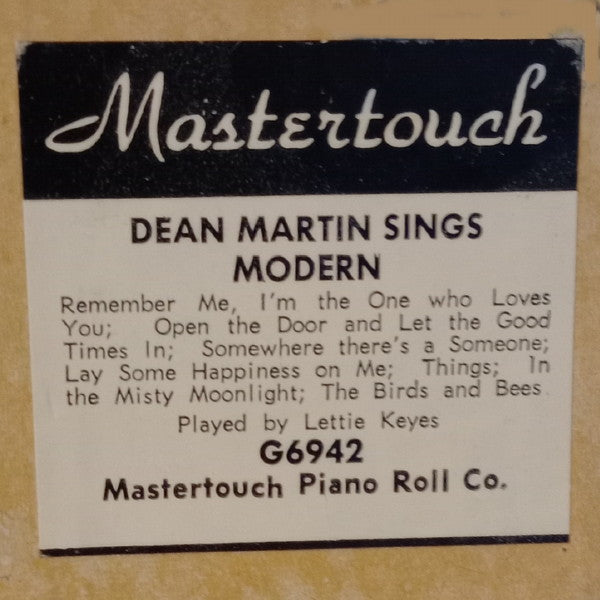 Mastertouch
DEAN MARTIN SINGS
MODERN
Remember Me, I'm the One who Loves
You; Open the Door and Let the Good
Times In; Somewhere there's a Someone;
Lay Some Happiness on Me; Things; In
the Misty Moonlight; The Birds and Bees.
Played by Lettie Keyes
G6942
Mastertouch Piano Roll Co.